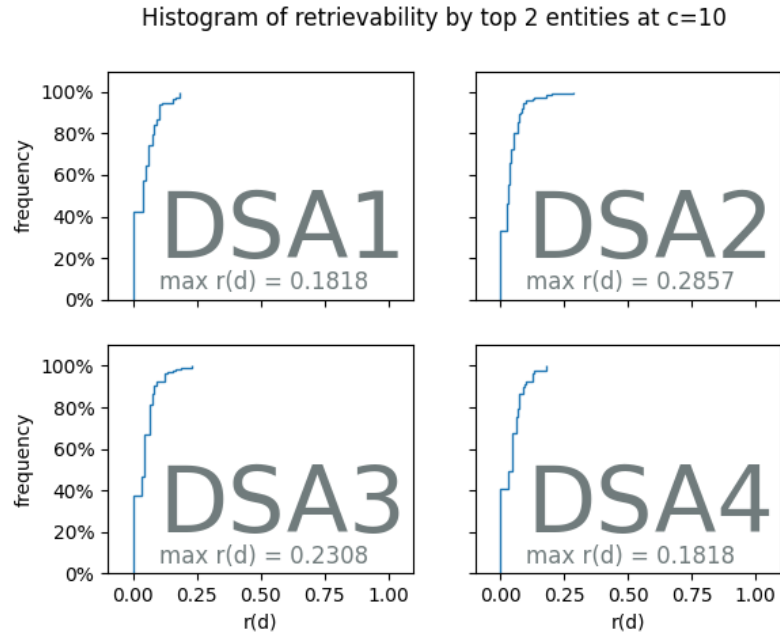 Histogram of retrievability by top 2 entities at c=10
100%
80%
60%
40%
20%
0%
frequency
DSA1
max r(d) = 0.1818
DSA2
max r(d) = 0.2857
100%
80%
60%
40%
20%
0%
frequency
DSA3
max r(d) = 0.2308
DSA4
max r(d) = 0.1818
0.00 0.25 0.50 0.75 1.00
r(d)
0.00 0.25 0.50 0.75 1.00
r(d)